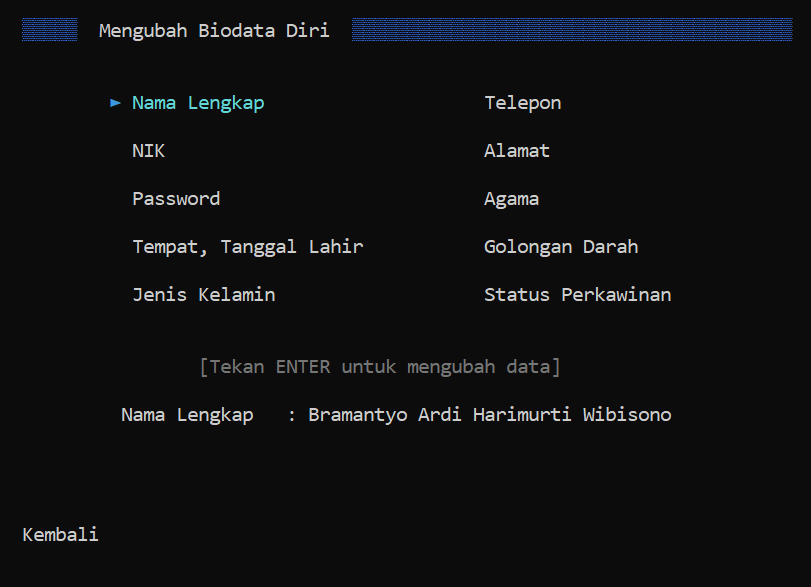 Mengubah Biodata Diri
► Nama Lengkap Telepon
NIK Alamat
Password Agama
Tempat, Tanggal Lahir Golongan Darah
Jenis Kelamin Status Perkawinan
[Tekan ENTER untuk mengubah data]
Nama Lengkap : Bramantyo Ardi Harimurti Wibisono
Kembali